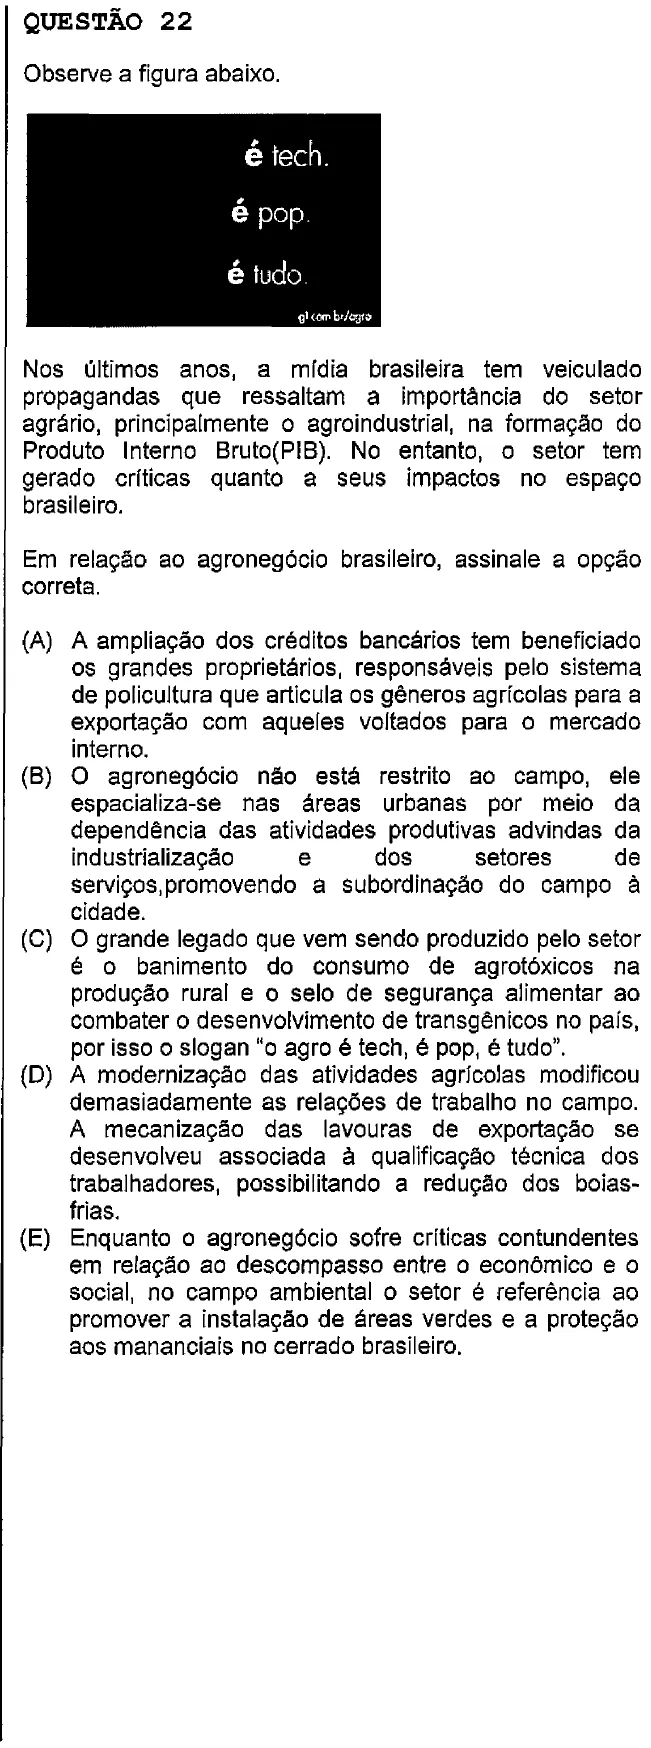 QUESTÃO 22
Observe a figura abaixo.
é tech.
é pop.
é tudo.
g1.com.br/agro
Nos últimos anos, a mídia brasileira tem veiculado
propagandas que ressaltam a importância do setor
agrário, principalmente o agroindustrial, na formação do
Produto Interno Bruto(PIB). No entanto, o setor tem
gerado críticas quanto a seus impactos no espaço
brasileiro.
Em relação ao agronegócio brasileiro, assinale a opção
correta.
(A) A ampliação dos créditos bancários tem beneficiado
os grandes proprietários, responsáveis pelo sistema
de policultura que articula os gêneros agrícolas para a
exportação com aqueles voltados para o mercado
interno.
(B) O agronegócio não está restrito ao campo, ele
espacializa-se nas áreas urbanas por meio da
dependência das atividades produtivas advindas da
industrialização e dos setores de
serviços,promovendo a subordinação do campo à
cidade.
(C) O grande legado que vem sendo produzido pelo setor
é o banimento do consumo de agrotóxicos na
produção rural e o selo de segurança alimentar ao
combater o desenvolvimento de transgênicos no país,
por isso o slogan “o agro é tech, é pop, é tudo”.
(D) A modernização das atividades agrícolas modificou
demasiadamente as relações de trabalho no campo.
A mecanização das lavouras de exportação se
desenvolveu associada à qualificação técnica dos
trabalhadores, possibilitando a redução dos boias-
frias.
(E) Enquanto o agronegócio sofre críticas contundentes
em relação ao descompasso entre o econômico e o
social, no campo ambiental o setor é referência ao
promover a instalação de áreas verdes e a proteção
aos mananciais no cerrado brasileiro.